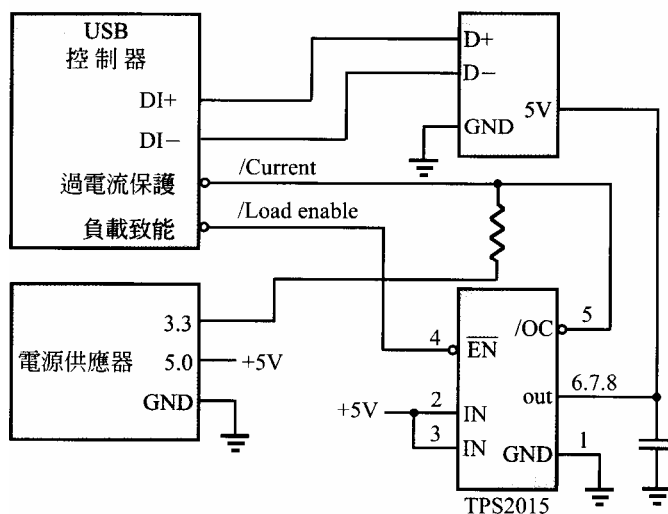 USB
控制器
DI+
DI−
過電流保護
負載致能
/Current
/Load enable
D+
D−
GND
5V
電源供應器
3.3
5.0
GND
+5V
+5V
4
2
3
EN
IN
IN
/OC
out
GND
5
6.7.8
1
TPS2015